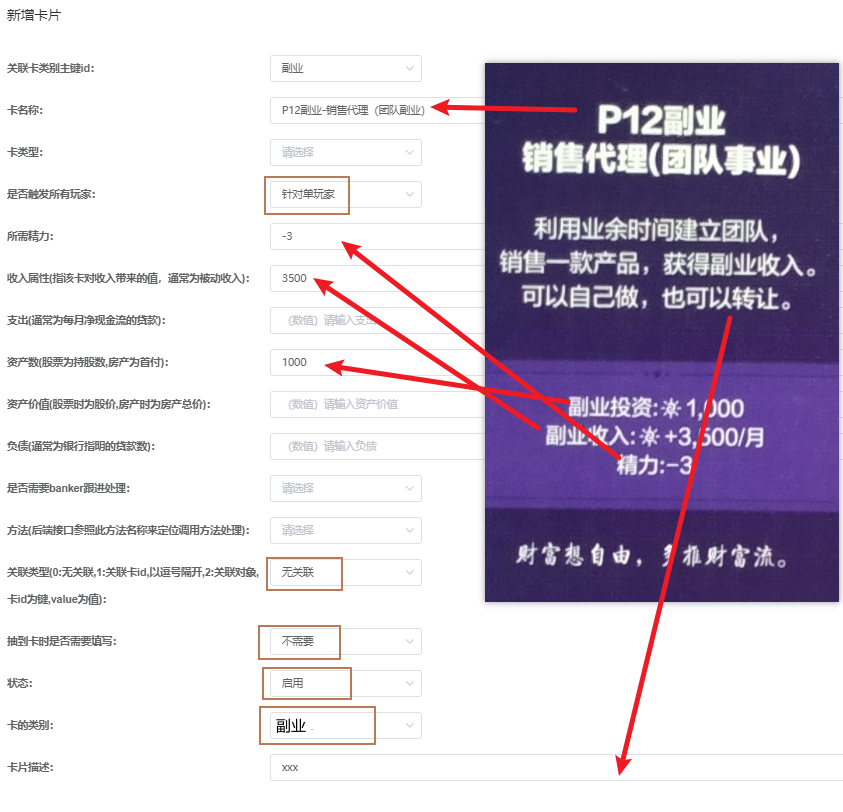 新增卡片
关联卡类别主键id:
副业
卡名称:
P12副业-销售代理（团队副业）
卡类型:
请选择
是否触发所有玩家:
针对单玩家
所需精力:
-3
收入属性(指该卡对收入带来的值，通常为被动收入):
3500
支出(通常为每月净现金流的贷款):
(数值) 请输入支出
资产数(股票为持股数,房产为首付):
1000
资产价值(股票时为股价,房产时为房产总价):
(数值) 请输入资产价值
负债(通常为银行指明的贷款数):
(数值) 请输入负债
是否需要banker跟进处理:
请选择
方法(后端接口参照此方法名称来定位调用方法处理):
请选择
关联类型(0:无关联,1:关联卡id,以逗号隔开,2:关联对象,
卡id为键,value为值):
无关联
抽到卡时是否需要填写:
不需要
状态:
启用
卡的类别:
副业
卡片描述:
xxx
P12副业
销售代理(团队事业)
利用业余时间建立团队，
销售一款产品，获得副业收入。
可以自己做，也可以转让。
副业投资:1,000
副业收入:+3,500/月
精力:-3
财富想自由，多推财富流。